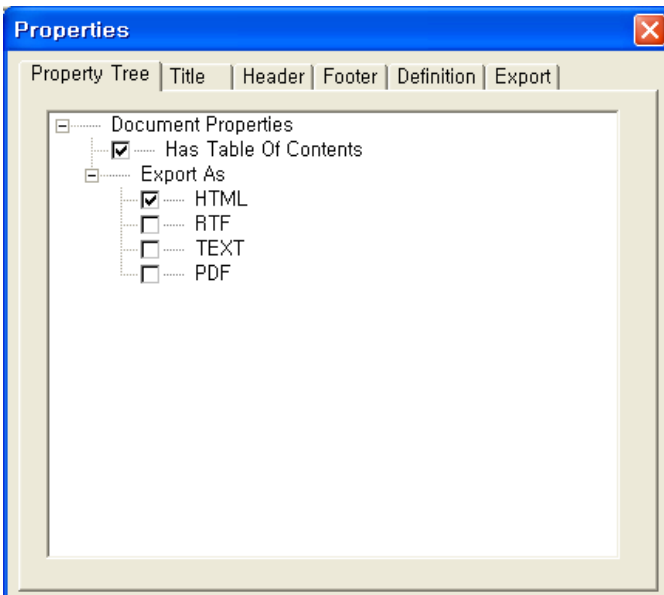 Properties
Property Tree Title Header Footer Definition Export
Document Properties
Has Table Of Contents
Export As
HTML
RTF
TEXT
PDF